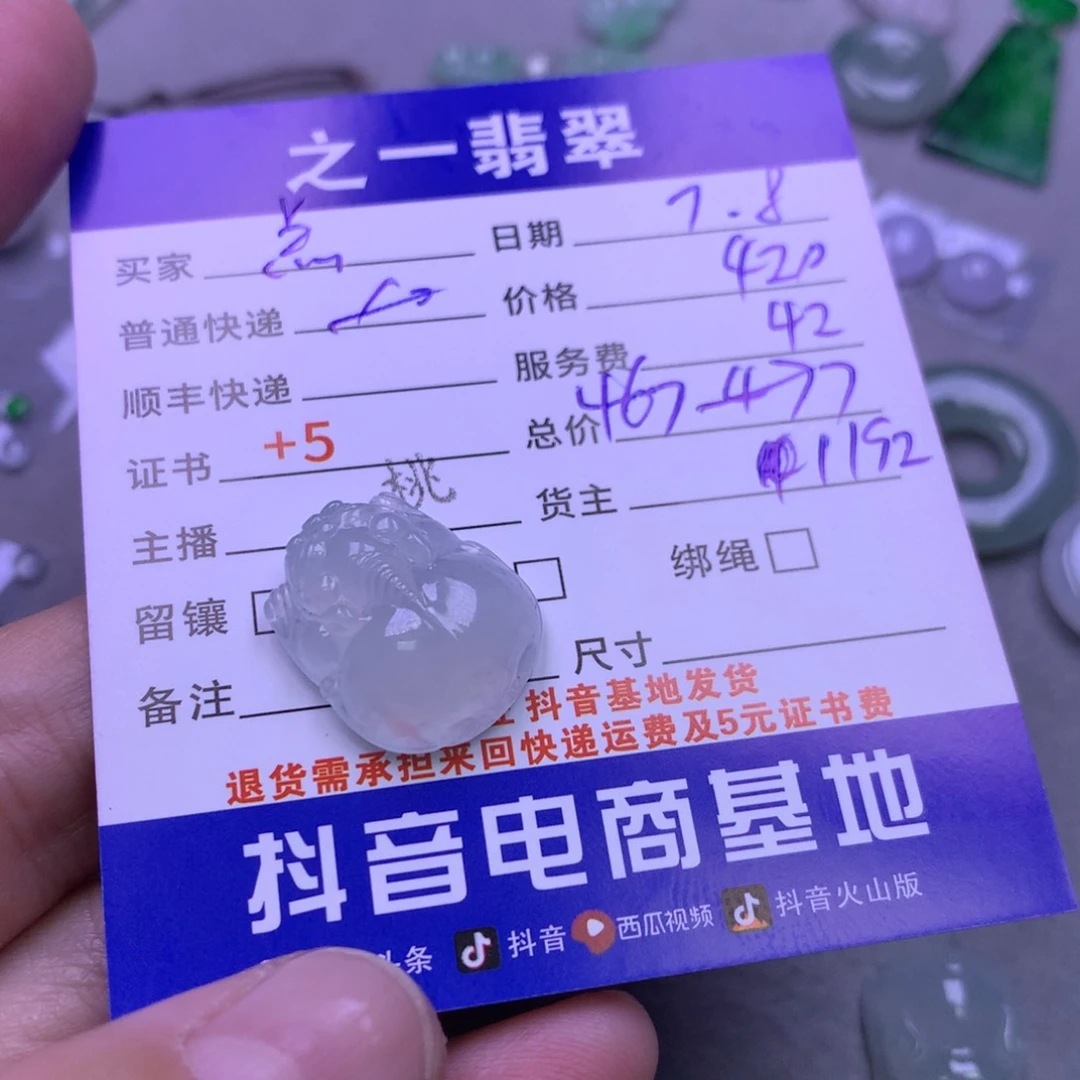 之一翡翠
买家 日期 7.8
普通快递 价格 420
顺丰快递 服务费 42
证书 +5 总价 467-477
主播 桃 货主 1192
留镶 绑绳
备注 尺寸
抖音基地发货
退货需承担来回快递运费及5元证书费
抖音电商基地
头条 抖音 西瓜视频 抖音火山版